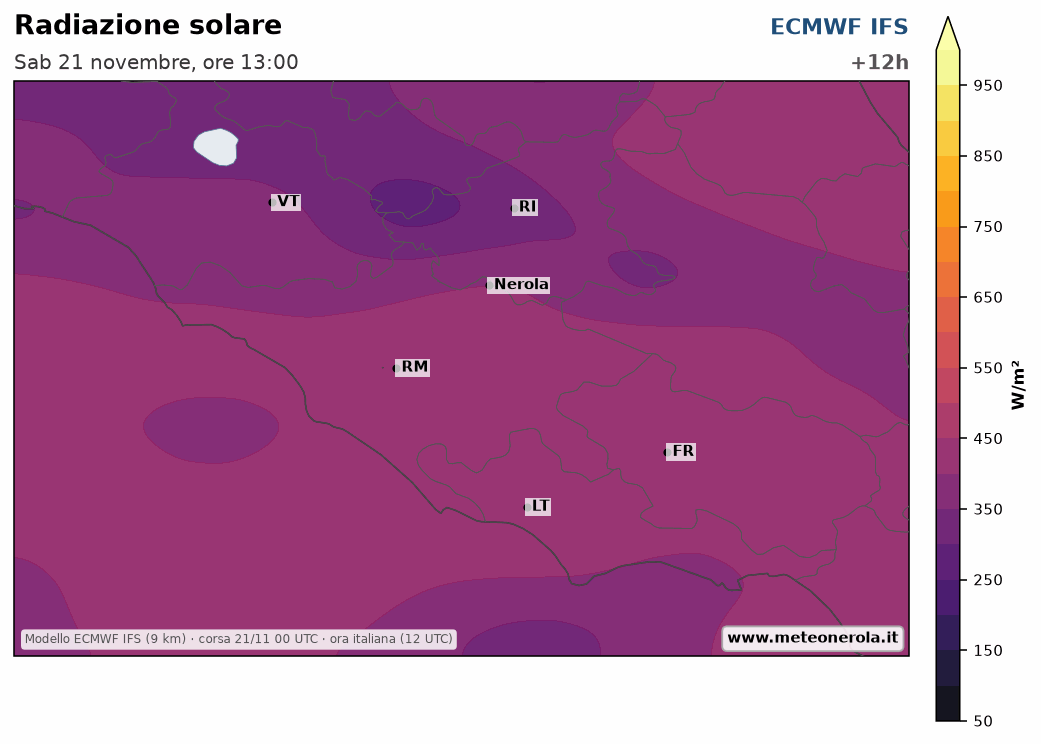 Radiazione solare
ECMWF IFS
Sab 21 novembre, ore 13:00
+12h
950
850
750
650
550
450
350
250
150
50
W/m²
VT
RI
Nerola
RM
FR
LT
Modello ECMWF IFS (9 km) · corsa 21/11 00 UTC · ora italiana (12 UTC)
www.meteonerola.it